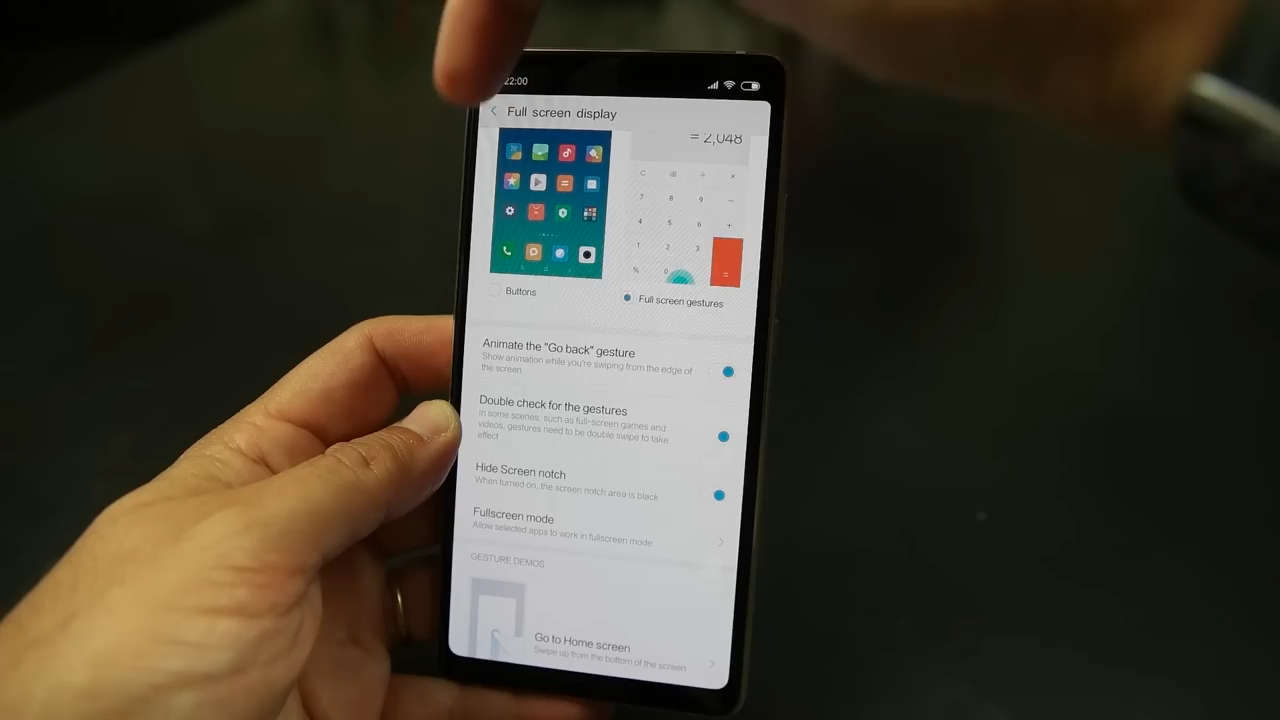 22:00
Full screen display
= 2,048
C ÷ ×
7 8 9 −
4 5 6 +
1 2 3
% 0 =
Buttons
Full screen gestures
Animate the "Go back" gesture
Show animation while you're swiping from the edge of
the screen
Double check for the gestures
In some scenes, such as full-screen games and
videos, gestures need to be double swipe to take
effect
Hide Screen notch
When turned on, the screen notch area is black
Fullscreen mode
Allow selected apps to work in fullscreen mode
GESTURE DEMOS
Go to Home screen
Swipe up from the bottom of the screen